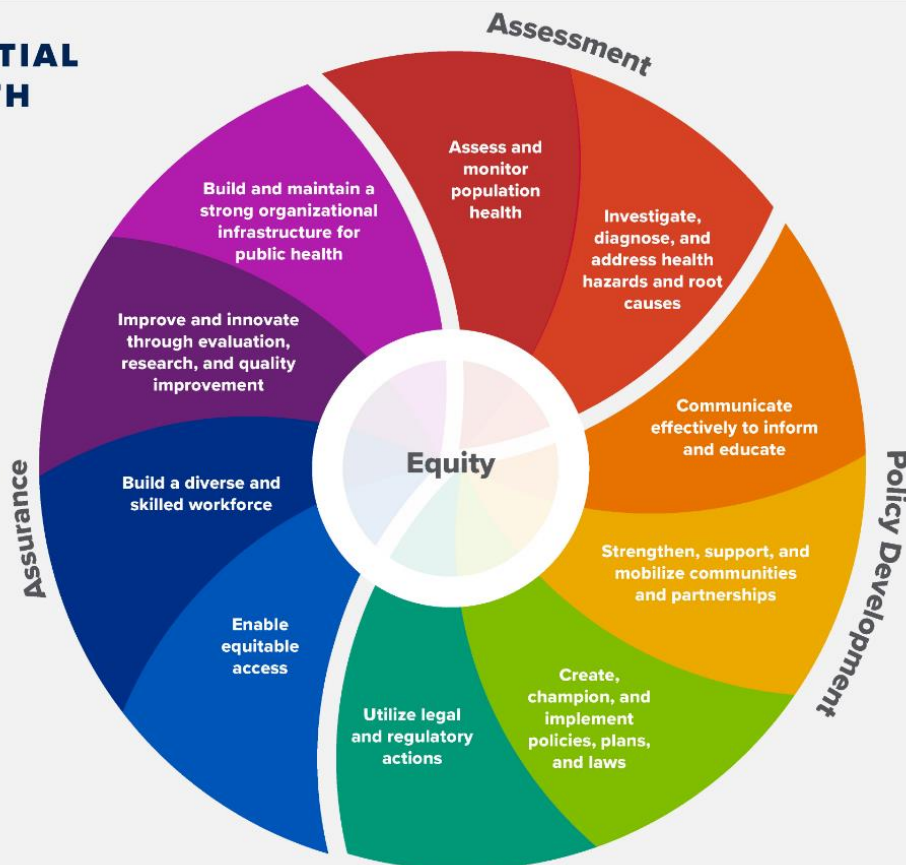 TIAL
TH
Assessment
Assess and
monitor
population
health
Investigate,
diagnose, and
address health
hazards and root
causes
Communicate
effectively to inform
and educate
Strengthen, support, and
mobilize communities
and partnerships
Create,
champion, and
implement
policies, plans,
and laws
Utilize legal
and regulatory
actions
Policy Development
Enable
equitable
access
Build a diverse and
skilled workforce
Improve and innovate
through evaluation,
research, and quality
improvement
Build and maintain a
strong organizational
infrastructure for
public health
Assurance
Equity